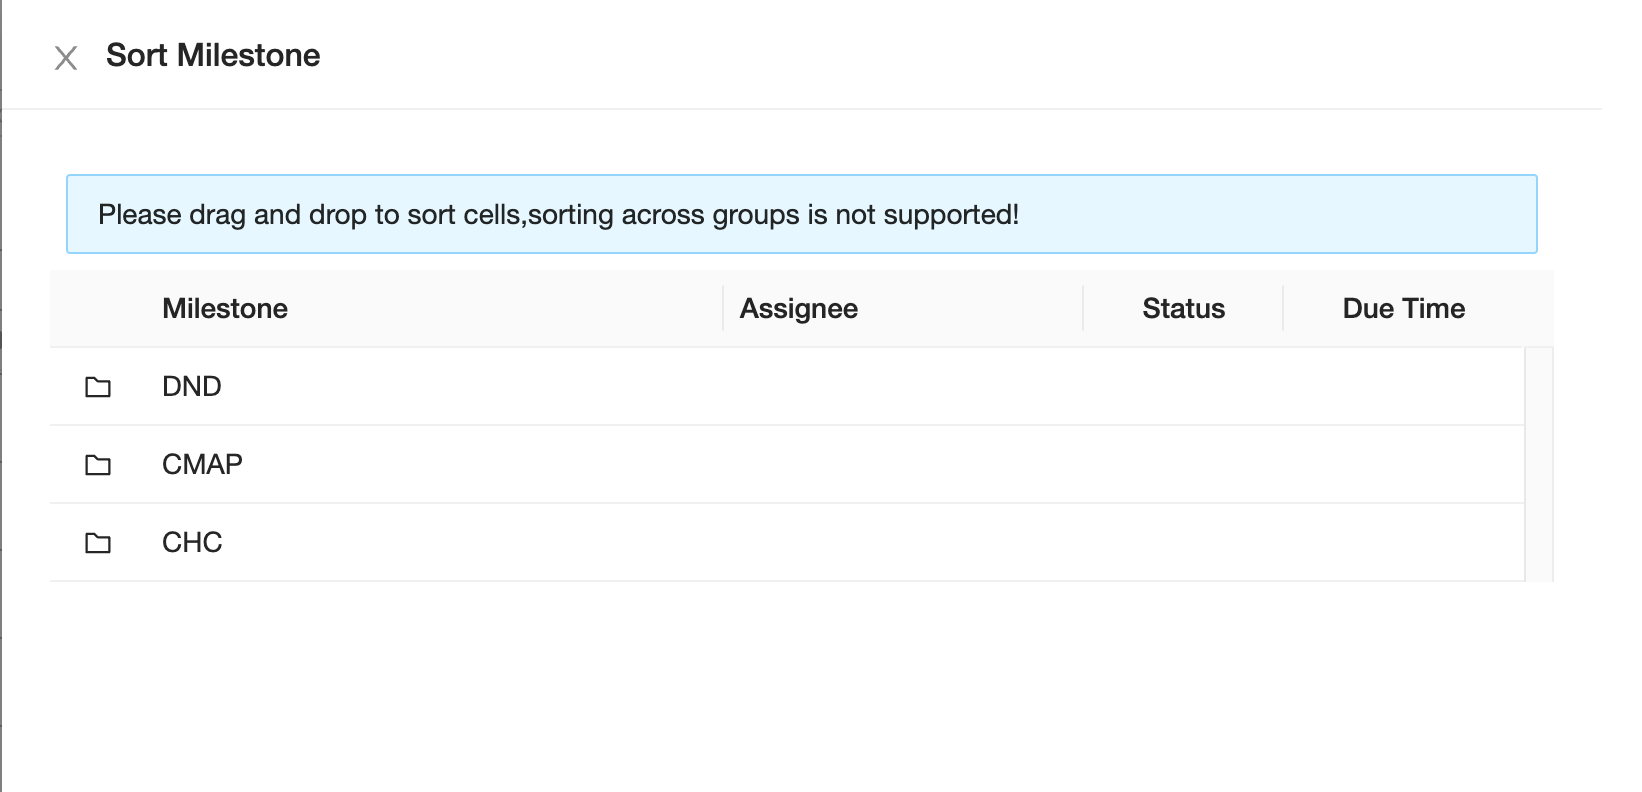 Sort Milestone
Please drag and drop to sort cells,sorting across groups is not supported!
Milestone Assignee Status Due Time
DND
CMAP
CHC